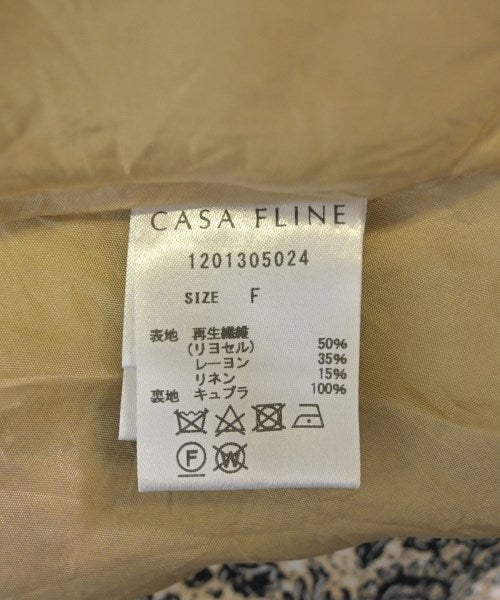 CASA FLINE
1201305024
SIZE F
表地 再生繊維
(リヨセル) 50%
レーヨン 35%
リネン 15%
裏地 キュプラ 100%
F W